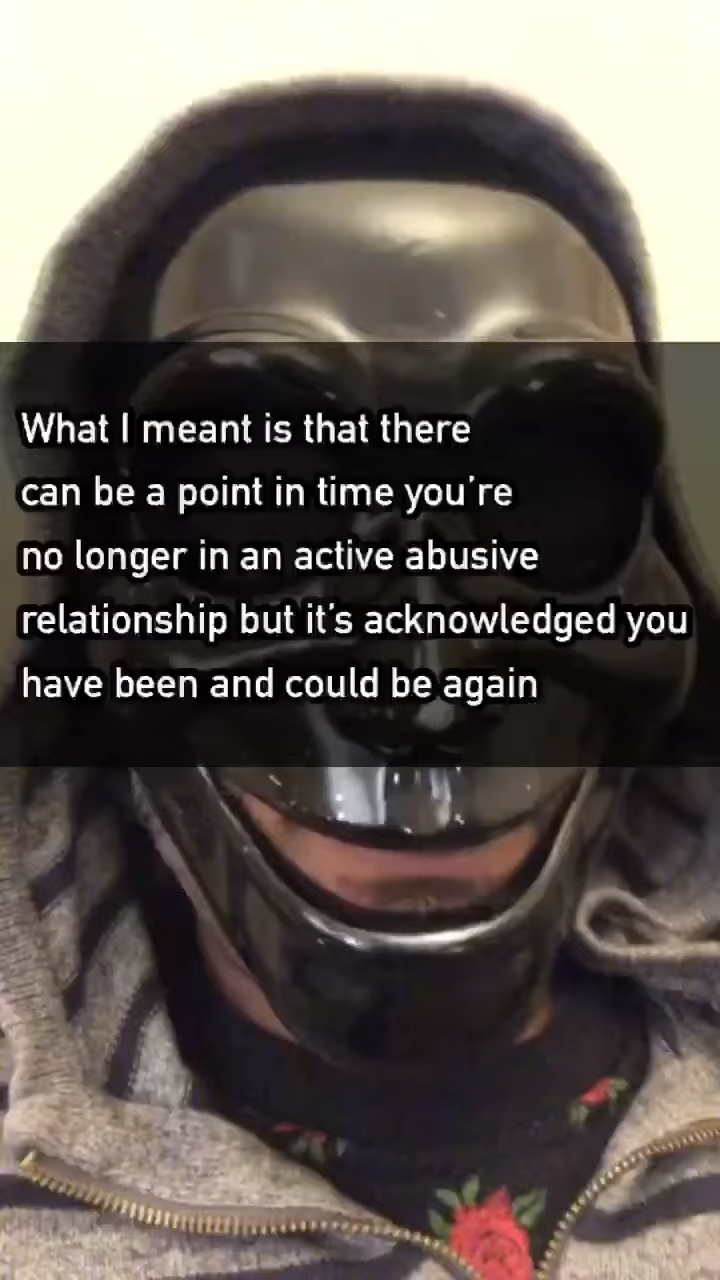 What I meant is that there
can be a point in time you’re
no longer in an active abusive
relationship but it’s acknowledged you
have been and could be again